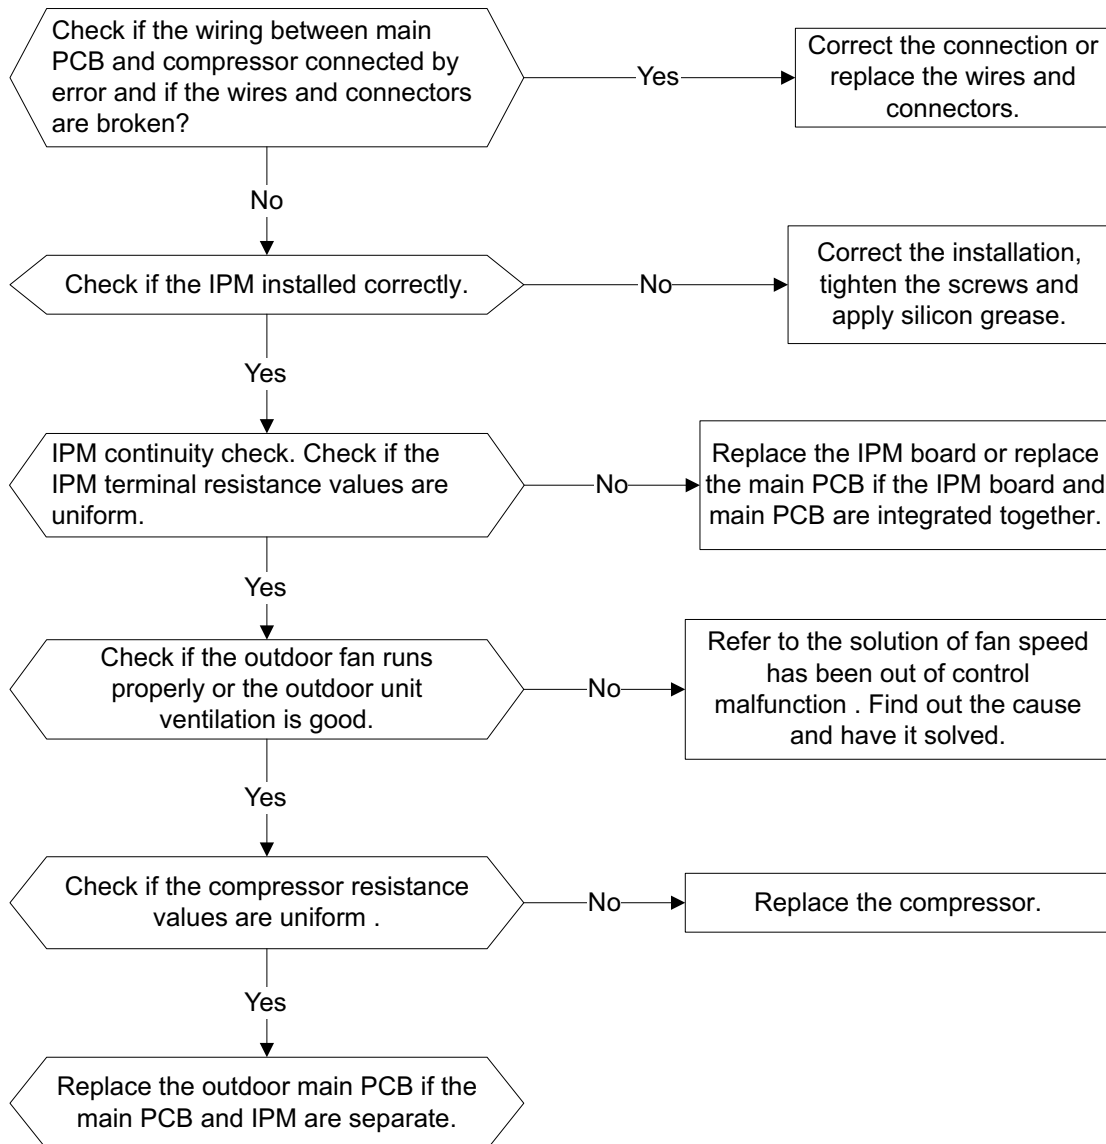 Check if the wiring between main
PCB and compressor connected by
error and if the wires and connectors
are broken?
Yes
Correct the connection or
replace the wires and
connectors.
No
Check if the IPM installed correctly.
No
Correct the installation,
tighten the screws and
apply silicon grease.
Yes
IPM continuity check. Check if the
IPM terminal resistance values are
uniform.
No
Replace the IPM board or replace
the main PCB if the IPM board and
main PCB are integrated together.
Yes
Check if the outdoor fan runs
properly or the outdoor unit
ventilation is good.
No
Refer to the solution of fan speed
has been out of control
malfunction . Find out the cause
and have it solved.
Yes
Check if the compressor resistance
values are uniform .
No
Replace the compressor.
Yes
Replace the outdoor main PCB if the
main PCB and IPM are separate.